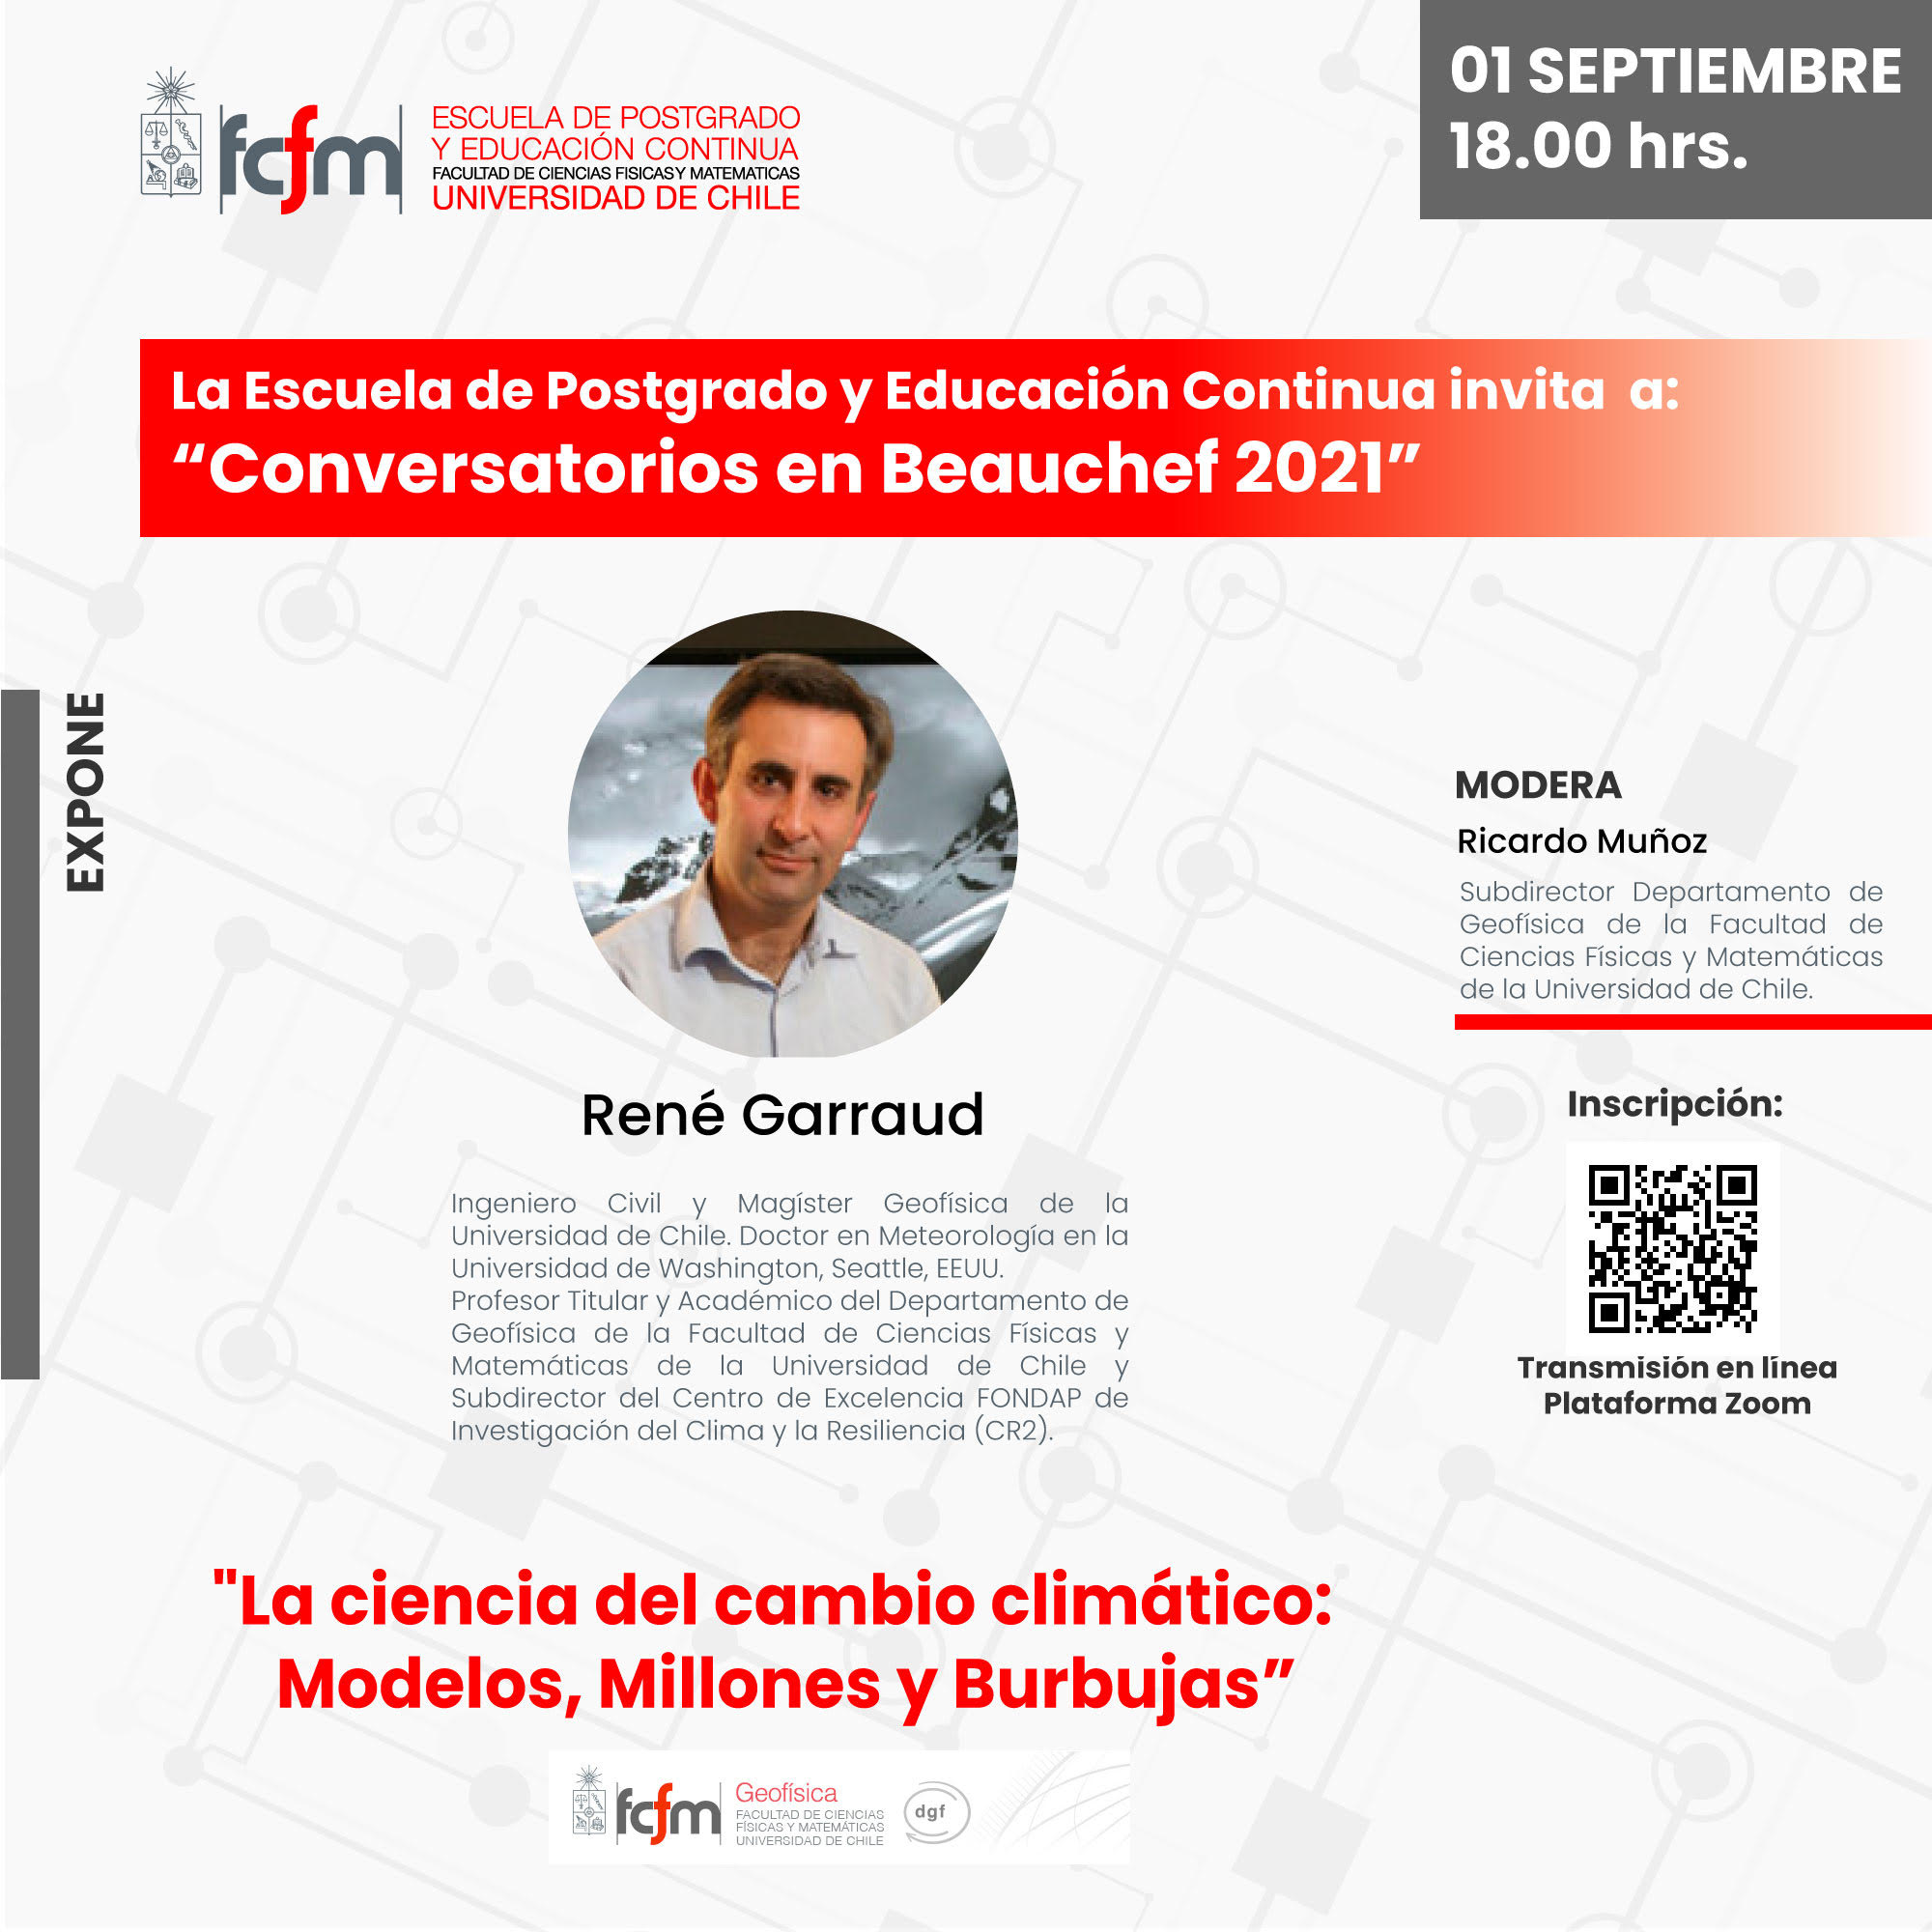 fcfm
ESCUELA DE POSTGRADO
Y EDUCACIÓN CONTINUA
FACULTAD DE CIENCIAS FISICAS Y MATEMATICAS
UNIVERSIDAD DE CHILE
01 SEPTIEMBRE
18.00 hrs.
La Escuela de Postgrado y Educación Continua invita a:
“Conversatorios en Beauchef 2021”
EXPONE
René Garraud
Ingeniero Civil y Magíster Geofísica de la
Universidad de Chile. Doctor en Meteorología en la
Universidad de Washington, Seattle, EEUU.
Profesor Titular y Académico del Departamento de
Geofísica de la Facultad de Ciencias Físicas y
Matemáticas de la Universidad de Chile y
Subdirector del Centro de Excelencia FONDAP de
Investigación del Clima y la Resiliencia (CR2).
MODERA
Ricardo Muñoz
Subdirector Departamento de
Geofísica de la Facultad de
Ciencias Físicas y Matemáticas
de la Universidad de Chile.
Inscripción:
Transmisión en línea
Plataforma Zoom
"La ciencia del cambio climático:
Modelos, Millones y Burbujas”
fcfm
Geofísica
FACULTAD DE CIENCIAS
FÍSICAS Y MATEMÁTICAS
UNIVERSIDAD DE CHILE
dgf